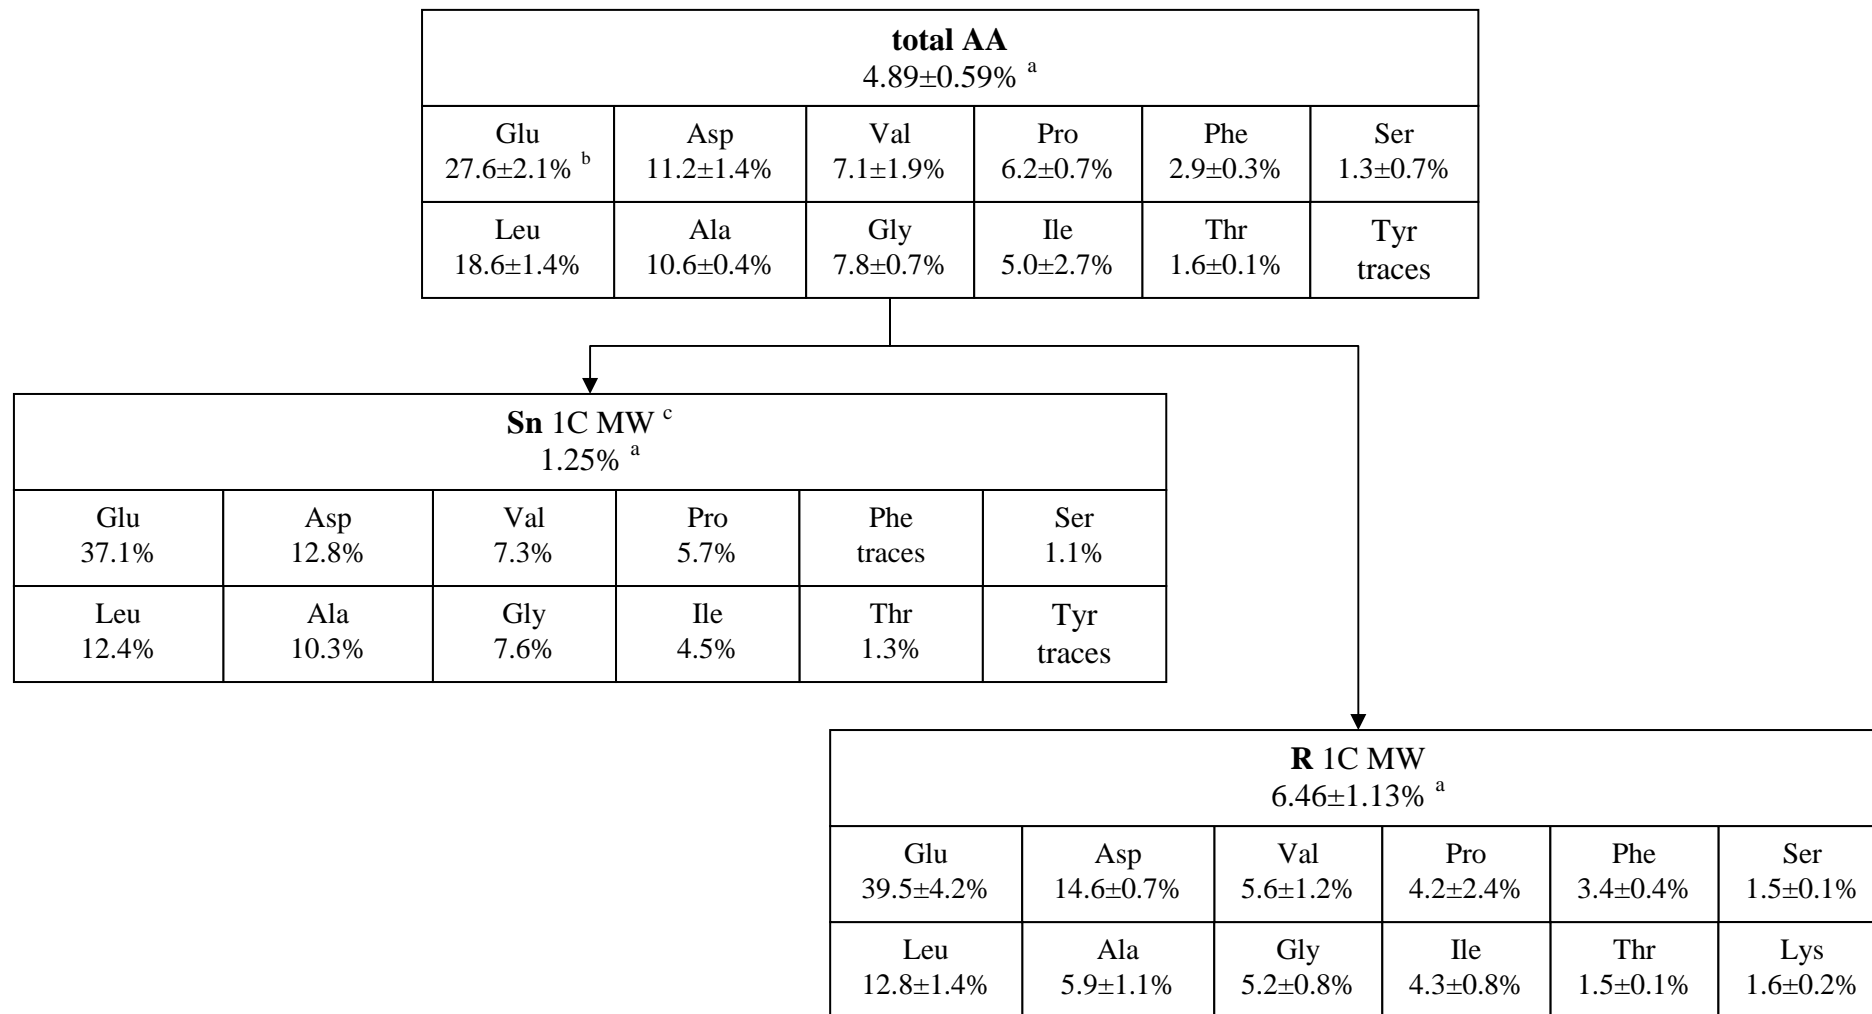 total AA
4.89±0.59% a
Glu Asp Val Pro Phe Ser
27.6±2.1% b 11.2±1.4% 7.1±1.9% 6.2±0.7% 2.9±0.3% 1.3±0.7%
Leu Ala Gly Ile Thr Tyr
18.6±1.4% 10.6±0.4% 7.8±0.7% 5.0±2.7% 1.6±0.1% traces
Sn 1C MW c
1.25% a
Glu Asp Val Pro Phe Ser
37.1% 12.8% 7.3% 5.7% traces 1.1%
Leu Ala Gly Ile Thr Tyr
12.4% 10.3% 7.6% 4.5% 1.3% traces
R 1C MW
6.46±1.13% a
Glu Asp Val Pro Phe Ser
39.5±4.2% 14.6±0.7% 5.6±1.2% 4.2±2.4% 3.4±0.4% 1.5±0.1%
Leu Ala Gly Ile Thr Lys
12.8±1.4% 5.9±1.1% 5.2±0.8% 4.3±0.8% 1.5±0.1% 1.6±0.2%